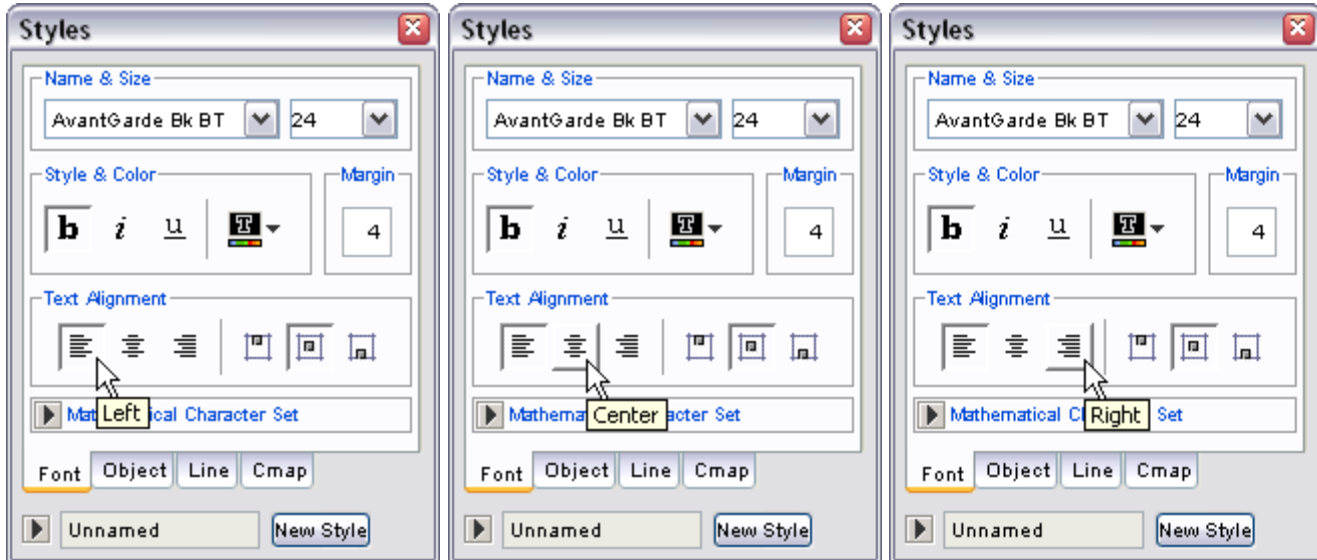 Styles
Name & Size
AvantGarde Bk BT 24
Style & Color Margin
b i u T 4
Text Alignment
Left
Mat ical Character Set
Font Object Line Cmap
Unnamed New Style
Styles
Name & Size
AvantGarde Bk BT 24
Style & Color Margin
b i u T 4
Text Alignment
Center
Mathema acter Set
Font Object Line Cmap
Unnamed New Style
Styles
Name & Size
AvantGarde Bk BT 24
Style & Color Margin
b i u T 4
Text Alignment
Right
Mathematical C Set
Font Object Line Cmap
Unnamed New Style